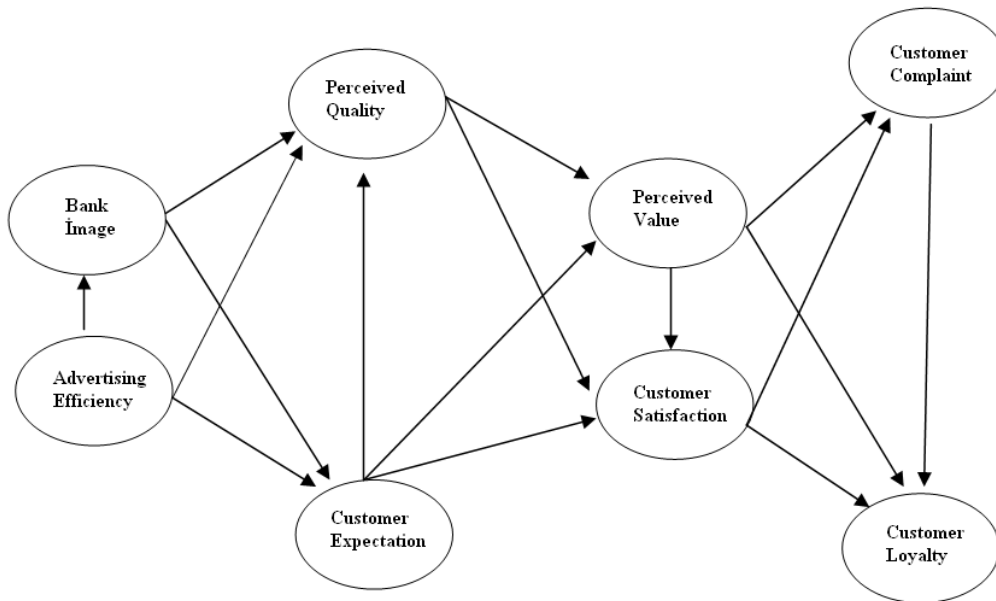 Customer
Complaint
Perceived
Quality
Bank
İmage
Perceived
Value
Advertising
Efficiency
Customer
Satisfaction
Customer
Expectation
Customer
Loyalty